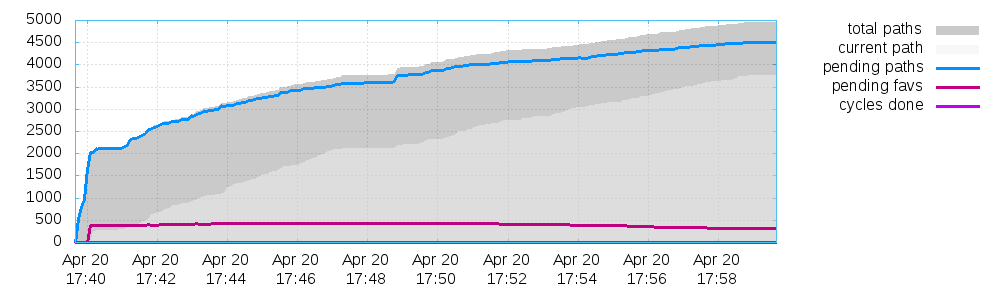 5000
4500
4000
3500
3000
2500
2000
1500
1000
500
0
Apr 20 Apr 20 Apr 20 Apr 20 Apr 20 Apr 20 Apr 20 Apr 20 Apr 20 Apr 20
17:40 17:42 17:44 17:46 17:48 17:50 17:52 17:54 17:56 17:58
total paths
current path
pending paths
pending favs
cycles done